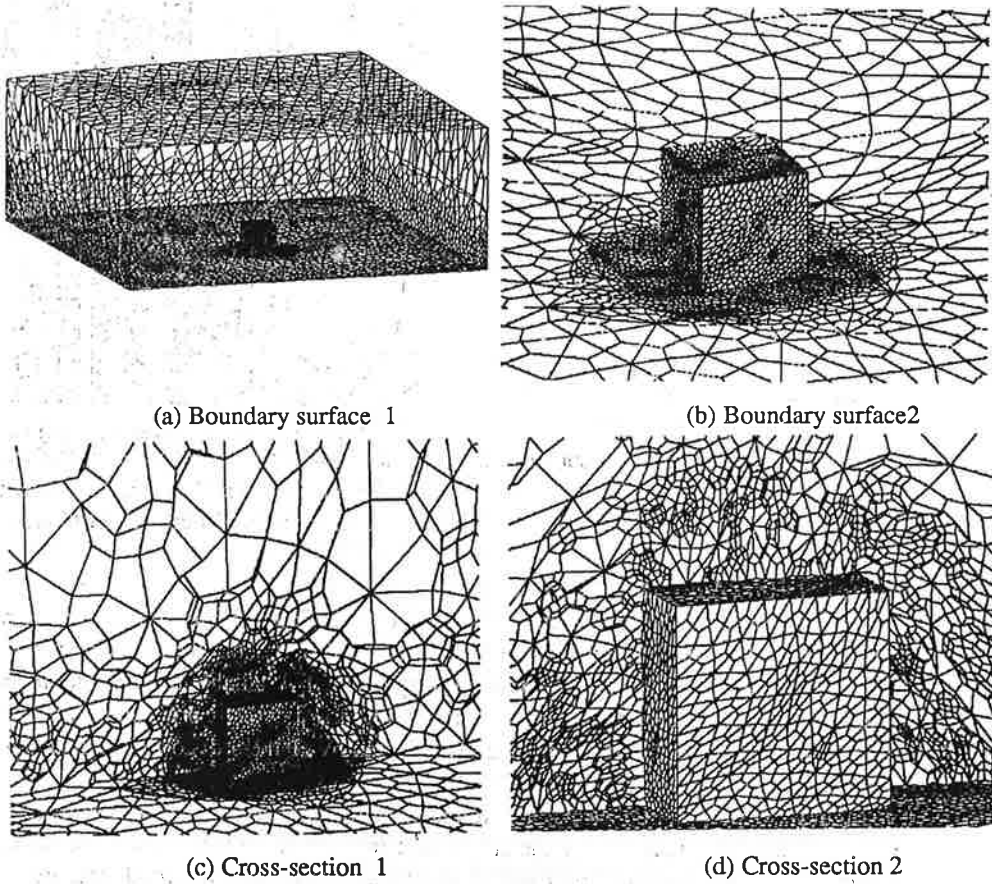 (a) Boundary surface 1
(b) Boundary surface2
(c) Cross-section 1
(d) Cross-section 2